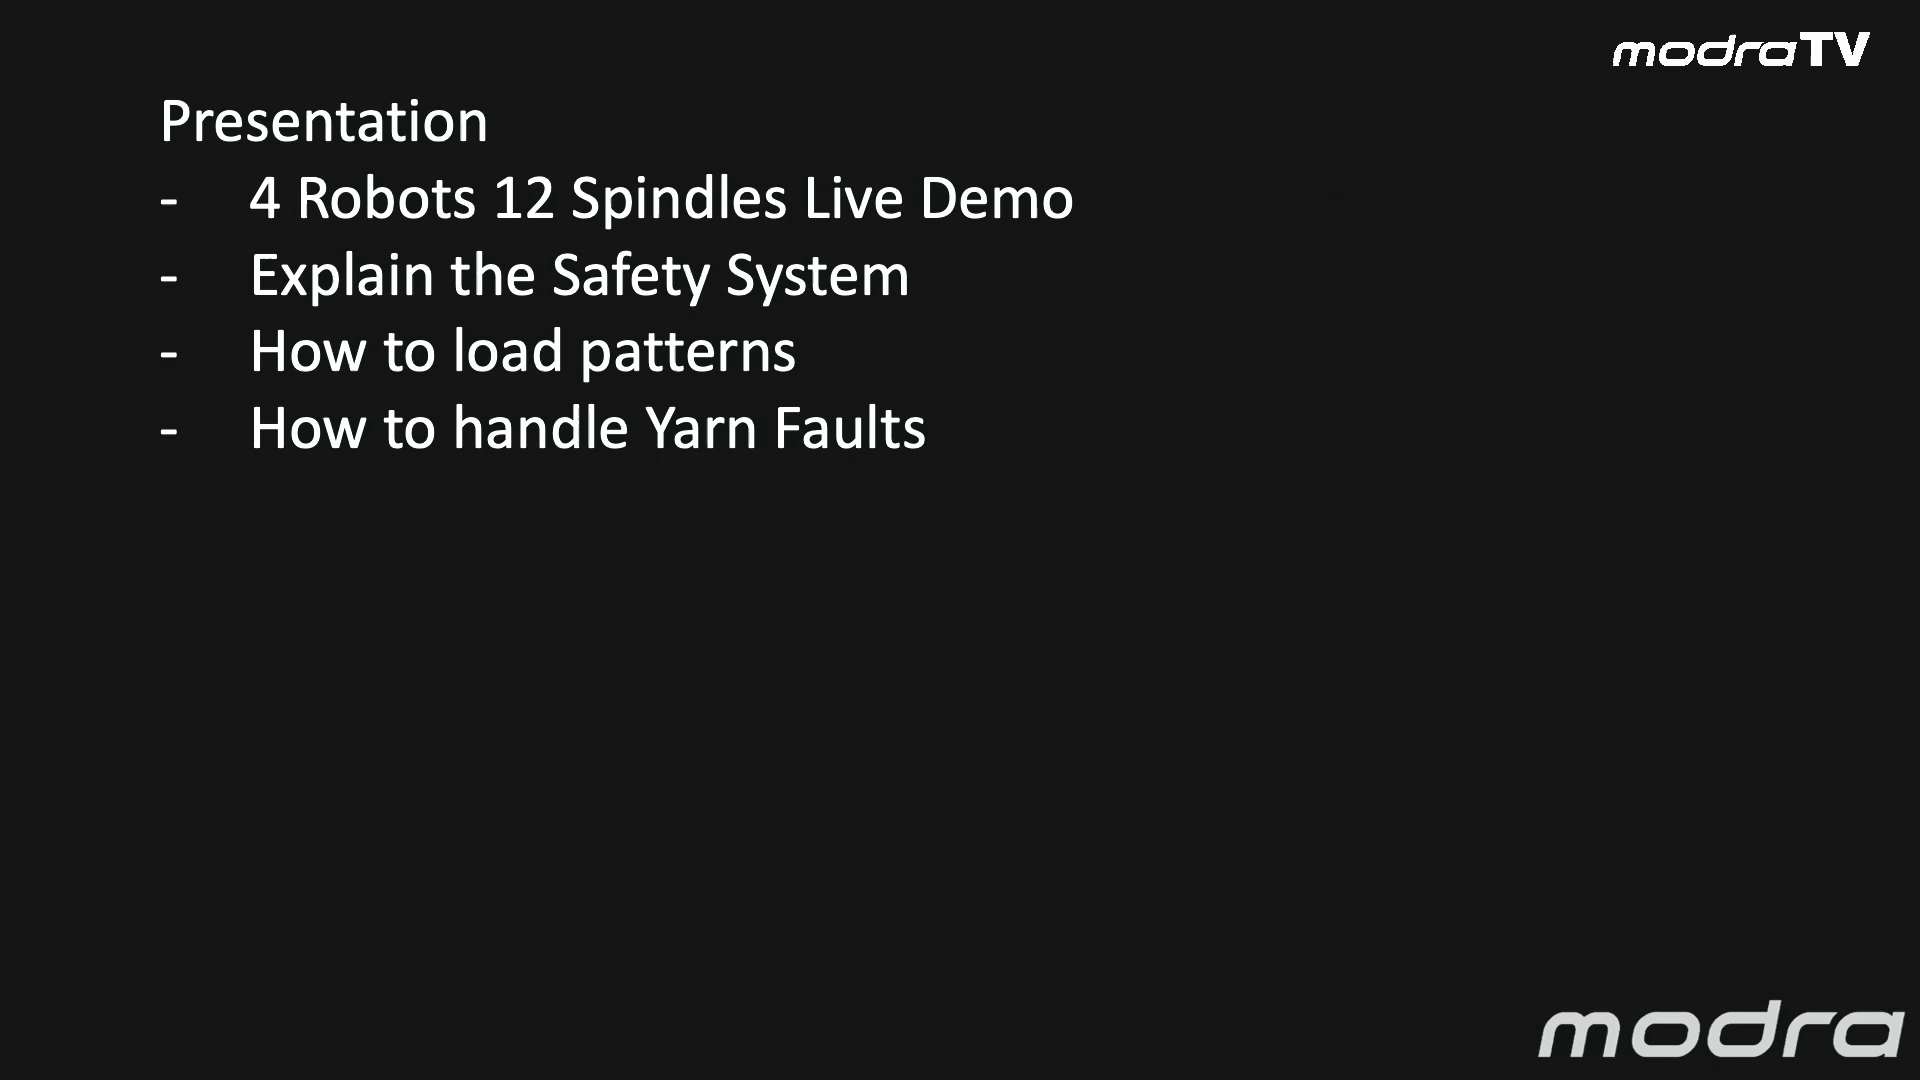 modraTV
Presentation
- 4 Robots 12 Spindles Live Demo
- Explain the Safety System
- How to load patterns
- How to handle Yarn Faults
modra